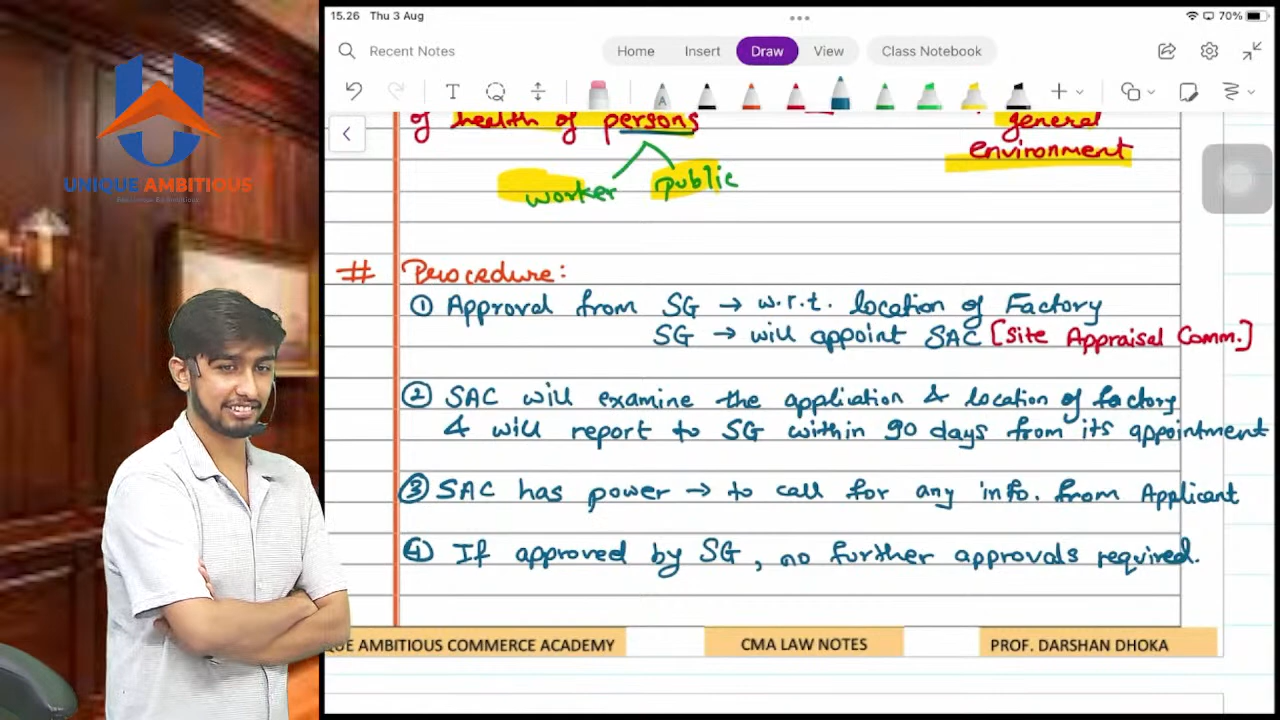 15.26 Thu 3 Aug
70%
Recent Notes
Home Insert Draw View Class Notebook
UNIQUE AMBITIOUS
of health of persons
general
environment
worker public
# Procedure:
① Approval from SG → w.r.t. location of Factory
SG → will appoint SAC [Site Appraisal Comm.]
② SAC will examine the application & location of factory
& will report to SG within 90 days from its appointment
③ SAC has power → to call for any info. from Applicant
④ If approved by SG, no further approvals required.
QUE AMBITIOUS COMMERCE ACADEMY
CMA LAW NOTES
PROF. DARSHAN DHOKA